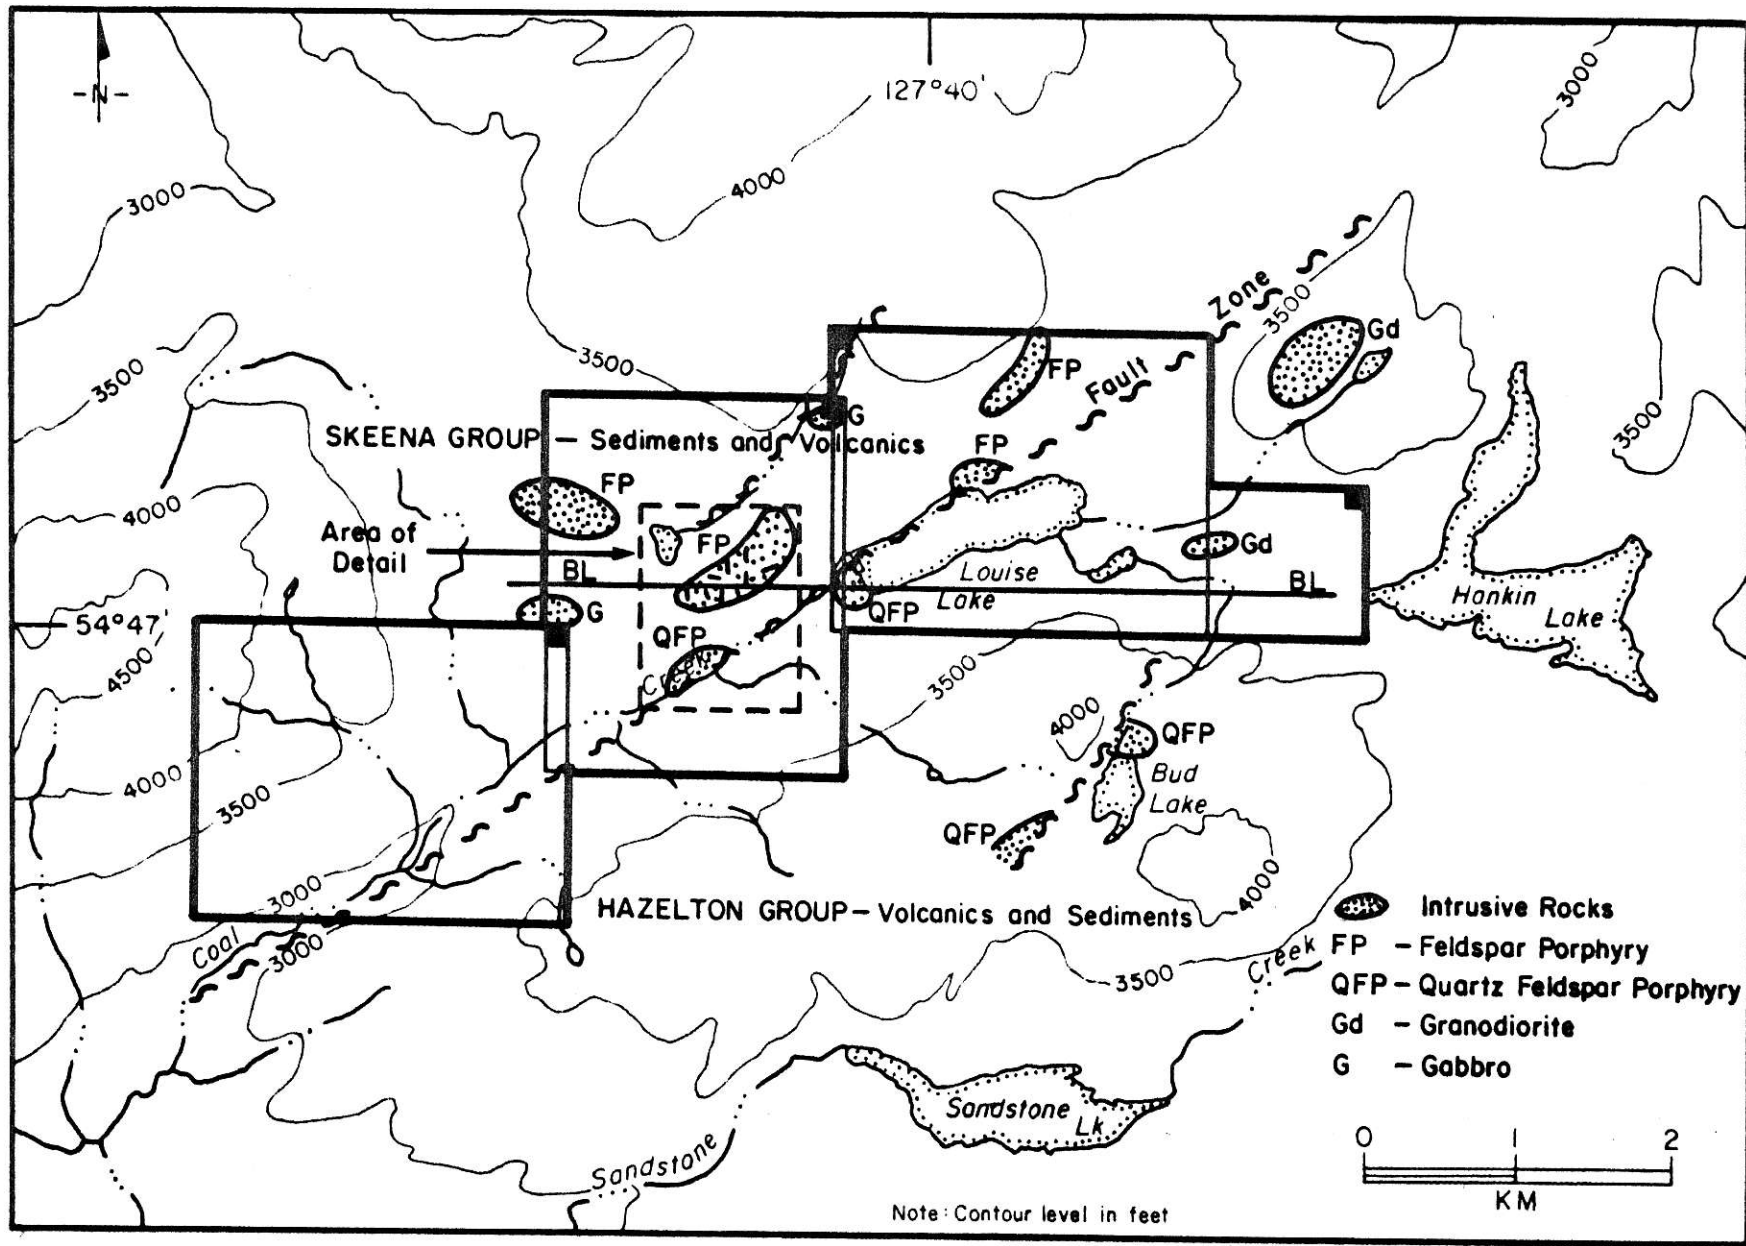 -N-
127°40'
3000
4000
3000
Zone
3500
Gd
3500
3500
FP
Fault
3500
G
SKEENA GROUP – Sediments and Volcanics
FP
FP
4000
Area of
Detail
FP
Gd
BL
Louise
Lake
BL
Hankin
Lake
G
QFP
54°47'
QFP
Creek
4500
3500
4000
QFP
4000
Bud
Lake
3500
QFP
3000
4000
HAZELTON GROUP – Volcanics and Sediments
Intrusive Rocks
Coal
3000
FP – Feldspar Porphyry
Creek
3500
QFP – Quartz Feldspar Porphyry
Gd – Granodiorite
G – Gabbro
Sandstone
Lk
0 1 2
KM
Sandstone
Note: Contour level in feet